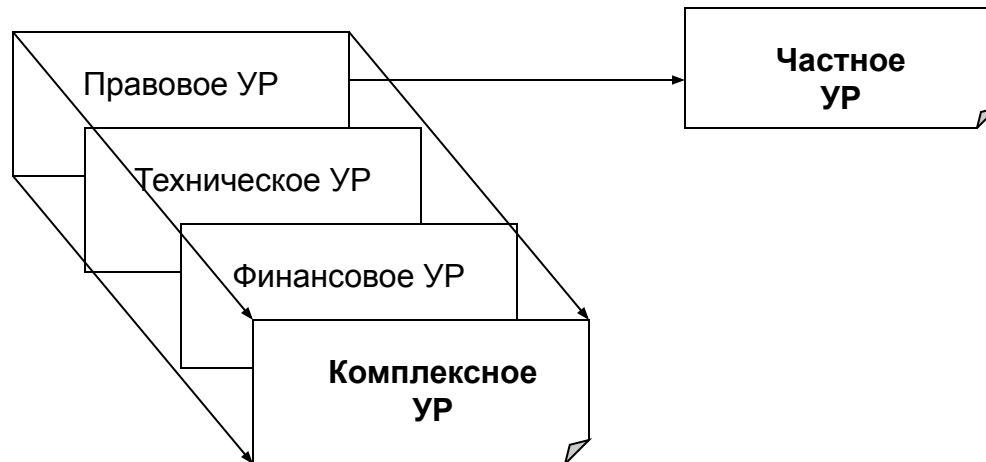 Правовое УР
Частное
УР
Техническое УР
Финансовое УР
Комплексное
УР